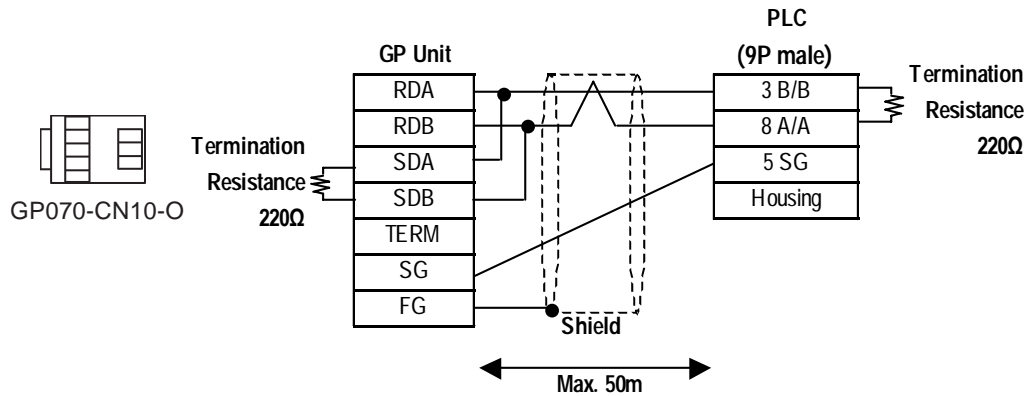 PLC
(9P male)
GP Unit
RDA
RDB
SDA
SDB
TERM
SG
FG
Termination
Resistance
220Ω
GP070-CN10-O
3 B/B
8 A/A
5 SG
Housing
Termination
Resistance
220Ω
Shield
Max. 50m